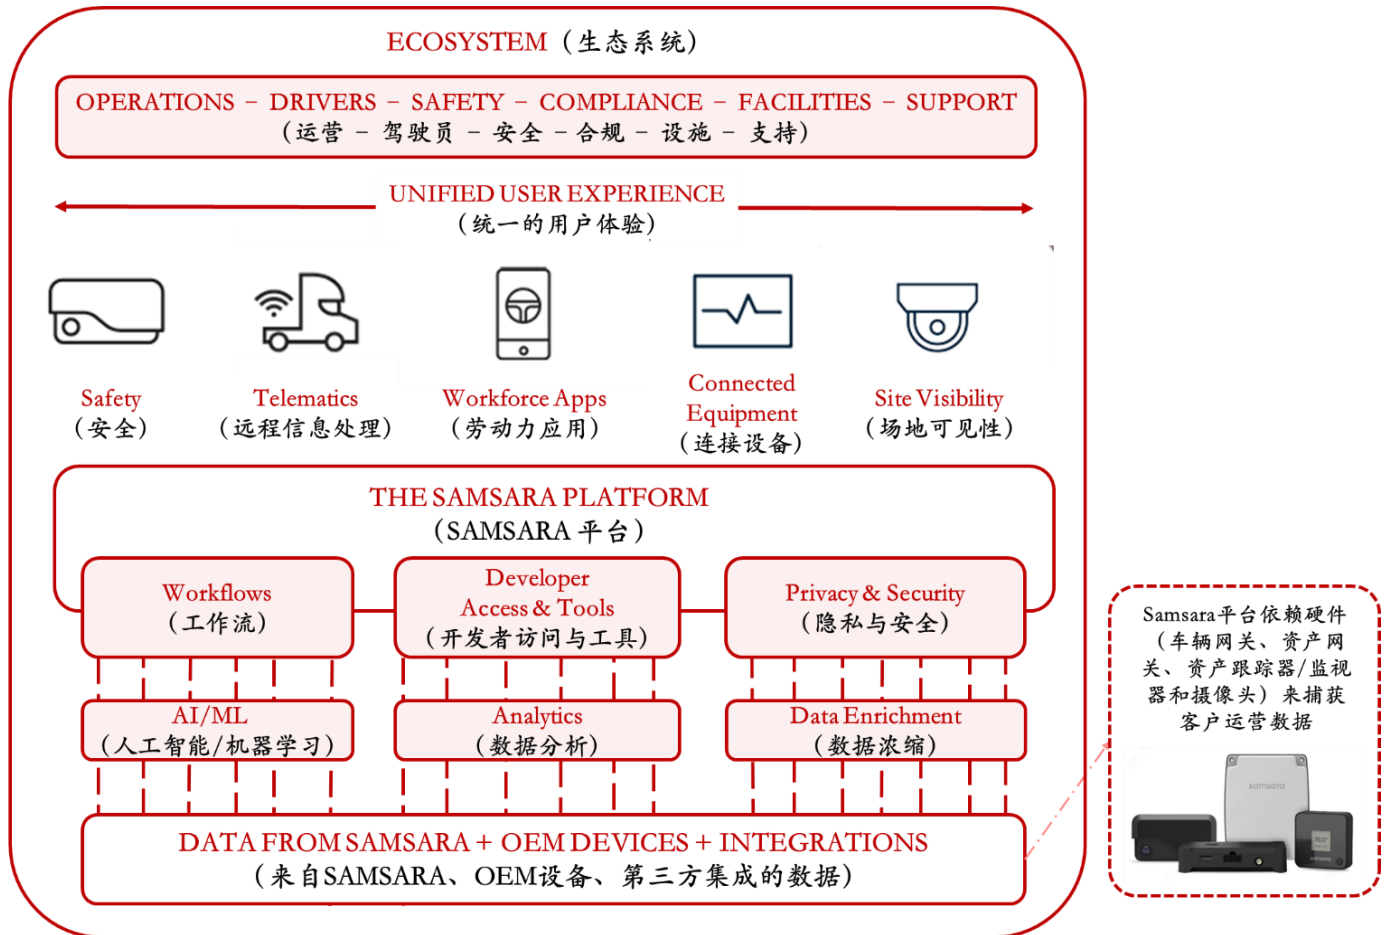 ECOSYSTEM（生态系统）
OPERATIONS – DRIVERS – SAFETY – COMPLIANCE – FACILITIES – SUPPORT
（运营 – 驾驶员 – 安全 – 合规 – 设施 – 支持）
UNIFIED USER EXPERIENCE
（统一的用户体验）
Safety
（安全）
Telematics
（远程信息处理）
Workforce Apps
（劳动力应用）
Connected
Equipment
（连接设备）
Site Visibility
（场地可见性）
THE SAMSARA PLATFORM
（SAMSARA 平台）
Workflows
（工作流）
Developer
Access & Tools
（开发者访问与工具）
Privacy & Security
（隐私与安全）
AI/ML
（人工智能/机器学习）
Analytics
（数据分析）
Data Enrichment
（数据浓缩）
DATA FROM SAMSARA + OEM DEVICES + INTEGRATIONS
（来自SAMSARA、OEM设备、第三方集成的数据）
Samsara平台依赖硬件
（车辆网关、资产网
关、资产跟踪器/监视
器和摄像头）来捕获
客户运营数据
samsara